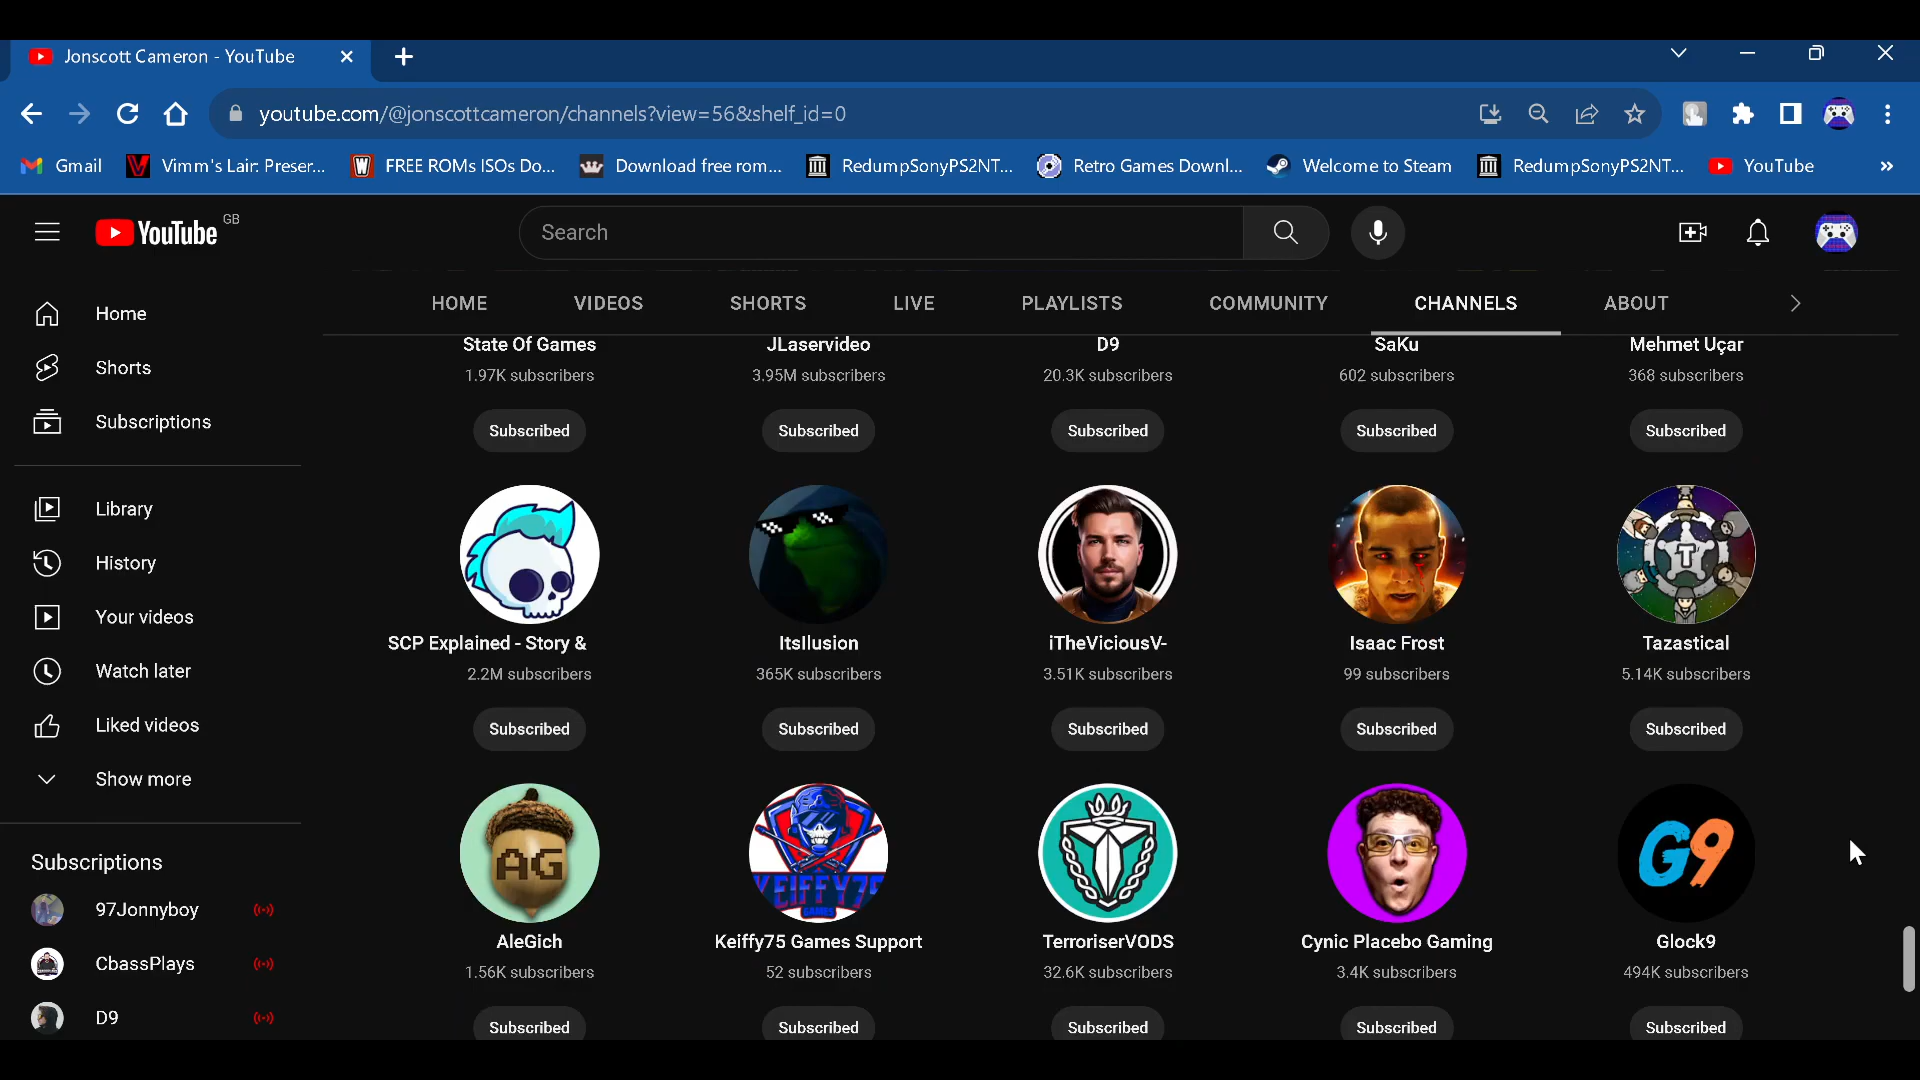 Jonscott Cameron - YouTube
youtube.com/@jonscottcameron/channels?view=56&shelf_id=0
Gmail Vimm's Lair: Preser... FREE ROMs ISOs Do... Download free rom... RedumpSonyPS2NT... Retro Games Downl... Welcome to Steam RedumpSonyPS2NT... YouTube »
YouTube GB Search
HOME VIDEOS SHORTS LIVE PLAYLISTS COMMUNITY CHANNELS ABOUT
Home
Shorts
Subscriptions
Library
History
Your videos
Watch later
Liked videos
Show more
Subscriptions
97Jonnyboy
CbassPlays
D9
State Of Games JLaservideo D9 SaKu Mehmet Uçar
1.97K subscribers 3.95M subscribers 20.3K subscribers 602 subscribers 368 subscribers
Subscribed Subscribed Subscribed Subscribed Subscribed
T
SCP Explained - Story & ItsIlusion iTheViciousV- Isaac Frost Tazastical
2.2M subscribers 365K subscribers 3.51K subscribers 99 subscribers 5.14K subscribers
Subscribed Subscribed Subscribed Subscribed Subscribed
AG KEIFFY75 GAMES G9
AleGich Keiffy75 Games Support TerroriserVODS Cynic Placebo Gaming Glock9
1.56K subscribers 52 subscribers 32.6K subscribers 3.4K subscribers 494K subscribers
Subscribed Subscribed Subscribed Subscribed Subscribed